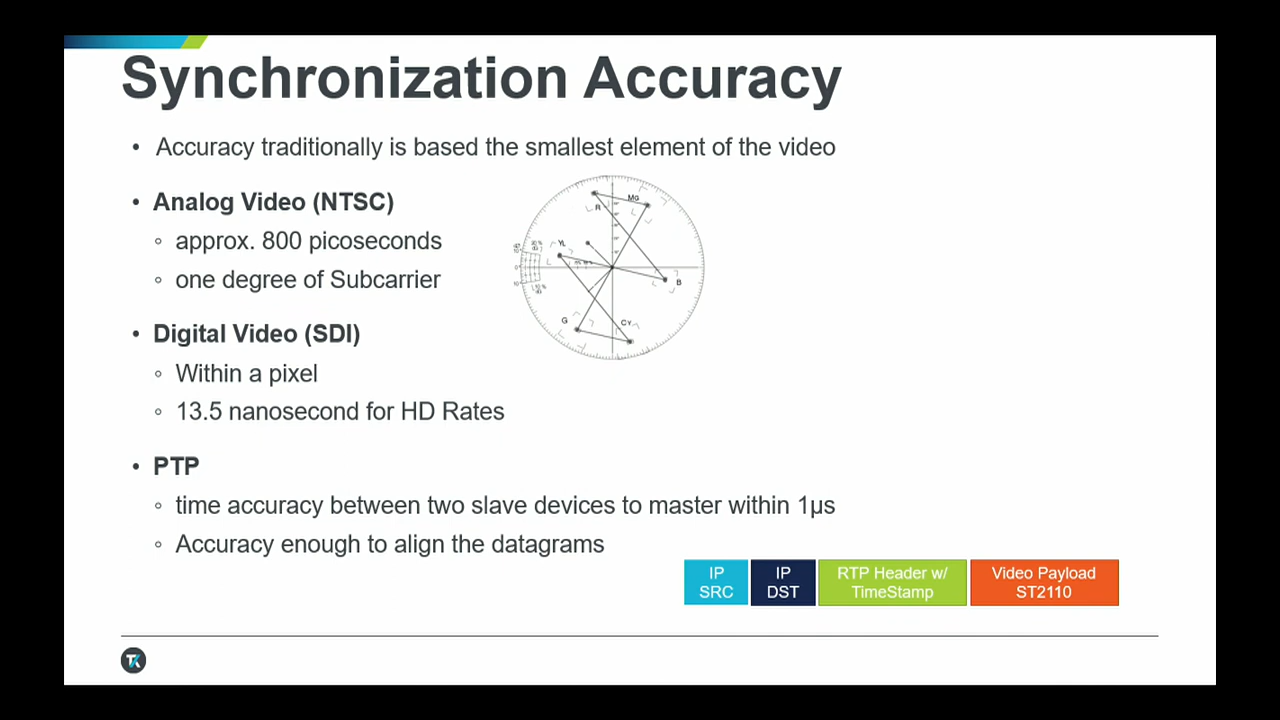 Synchronization Accuracy
• Accuracy traditionally is based the smallest element of the video
• Analog Video (NTSC)
◦ approx. 800 picoseconds
◦ one degree of Subcarrier
R
MG
YL
B
G
CY
• Digital Video (SDI)
◦ Within a pixel
◦ 13.5 nanosecond for HD Rates
• PTP
◦ time accuracy between two slave devices to master within 1µs
◦ Accuracy enough to align the datagrams
IP
SRC
IP
DST
RTP Header w/
TimeStamp
Video Payload
ST2110